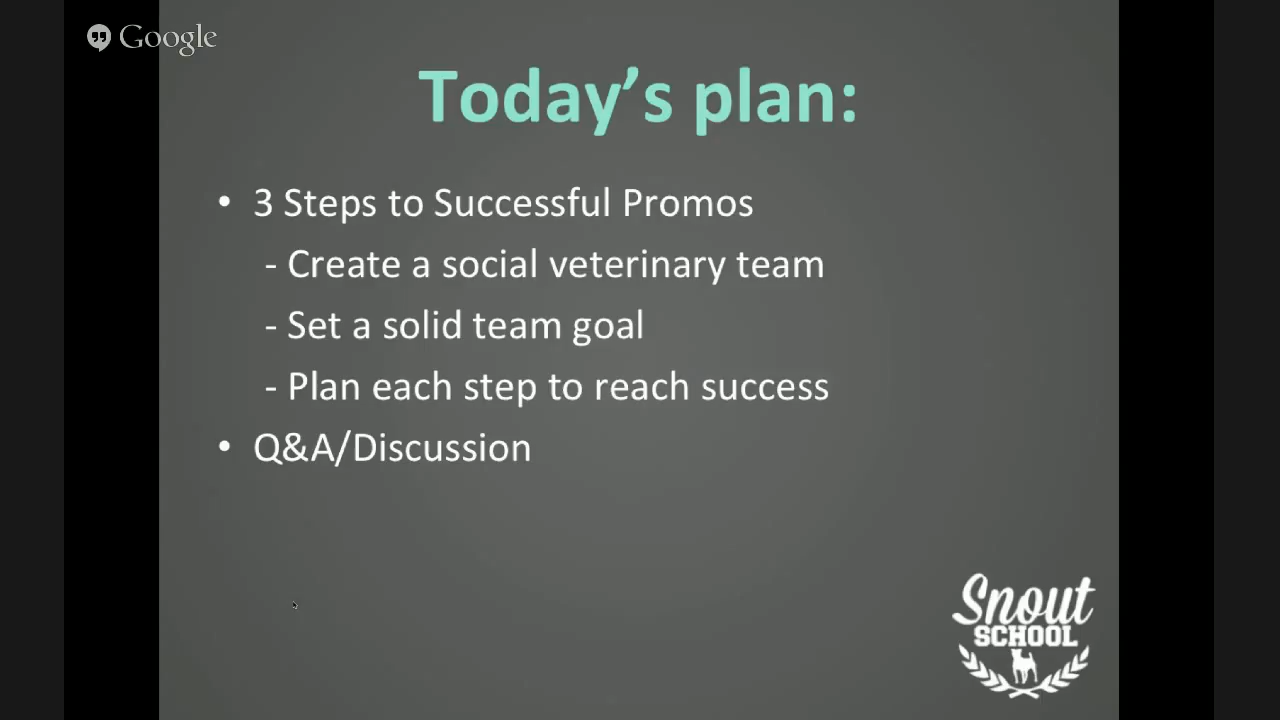 Google
Today's plan:
• 3 Steps to Successful Promos
- Create a social veterinary team
- Set a solid team goal
- Plan each step to reach success
• Q&A/Discussion
Snout
SCHOOL